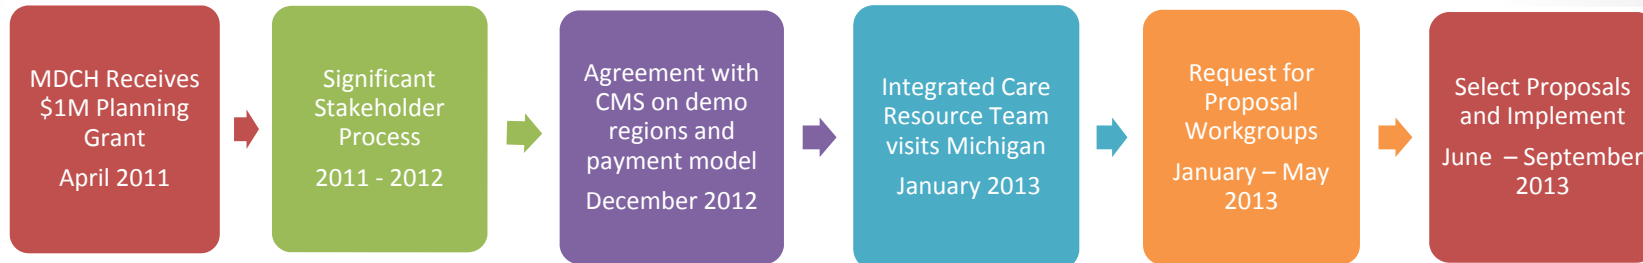 MDCH Receives
$1M Planning
Grant
April 2011
Significant
Stakeholder
Process
2011 - 2012
Agreement with
CMS on demo
regions and
payment model
December 2012
Integrated Care
Resource Team
visits Michigan
January 2013
Request for
Proposal
Workgroups
January – May
2013
Select Proposals
and Implement
June – September
2013